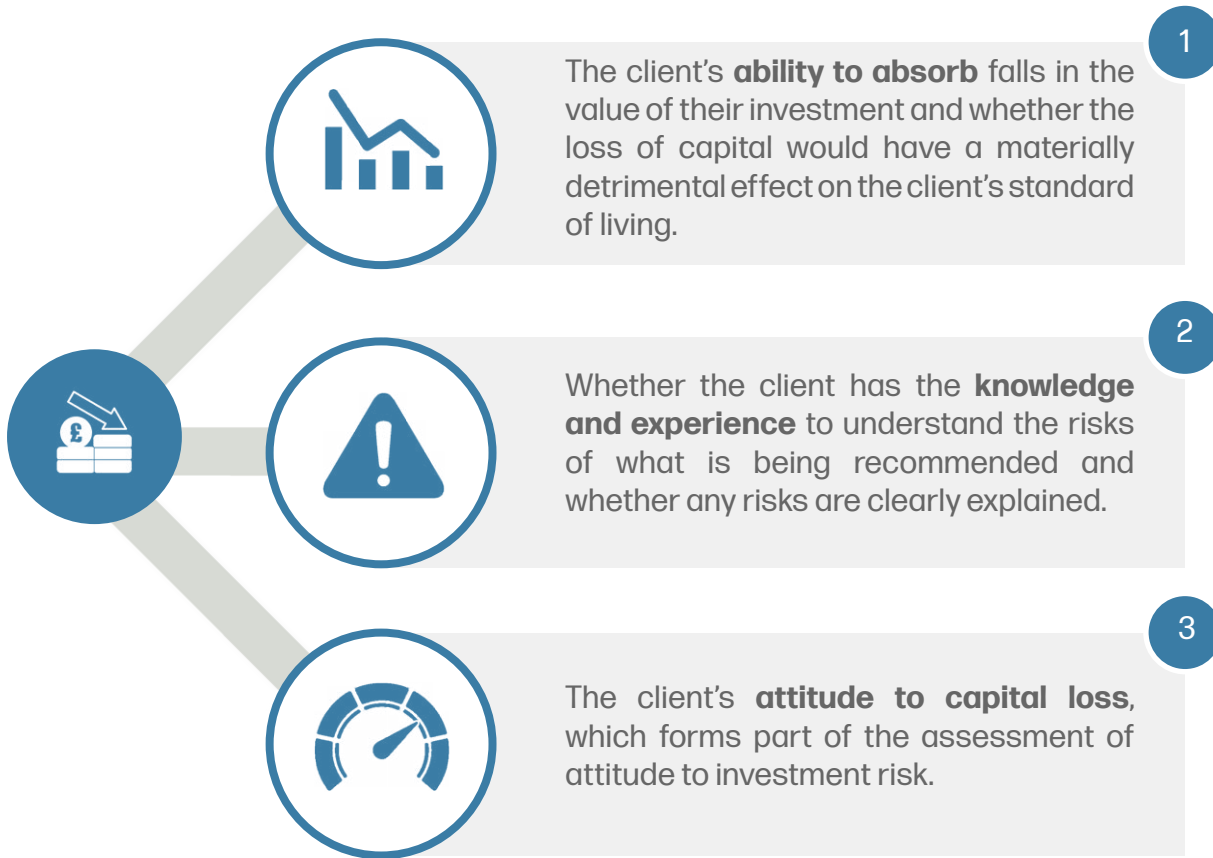 1
The client’s ability to absorb falls in the
value of their investment and whether the
loss of capital would have a materially
detrimental effect on the client’s standard
of living.
2
Whether the client has the knowledge
and experience to understand the risks
of what is being recommended and
whether any risks are clearly explained.
£
3
The client’s attitude to capital loss,
which forms part of the assessment of
attitude to investment risk.